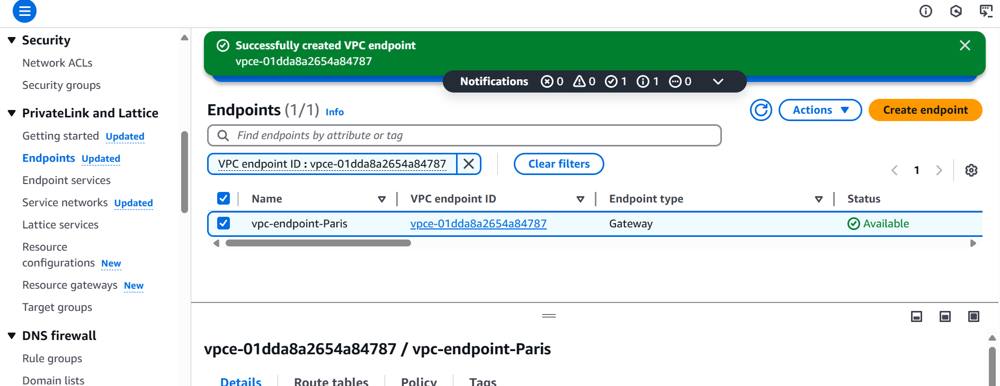 Security
Network ACLs
Security groups
PrivateLink and Lattice
Getting started Updated
Endpoints Updated
Endpoint services
Service networks Updated
Lattice services
Resource
configurations New
Resource gateways New
Target groups
DNS firewall
Rule groups
Domain lists
Successfully created VPC endpoint
vpce-01dda8a2654a84787
Notifications 0 0 1 1 0
Endpoints (1/1) Info
Actions
Create endpoint
Find endpoints by attribute or tag
VPC endpoint ID : vpce-01dda8a2654a84787
Clear filters
1
Name VPC endpoint ID Endpoint type Status
vpc-endpoint-Paris vpce-01dda8a2654a84787 Gateway Available
vpce-01dda8a2654a84787 / vpc-endpoint-Paris
Details Route tables Policy Tags